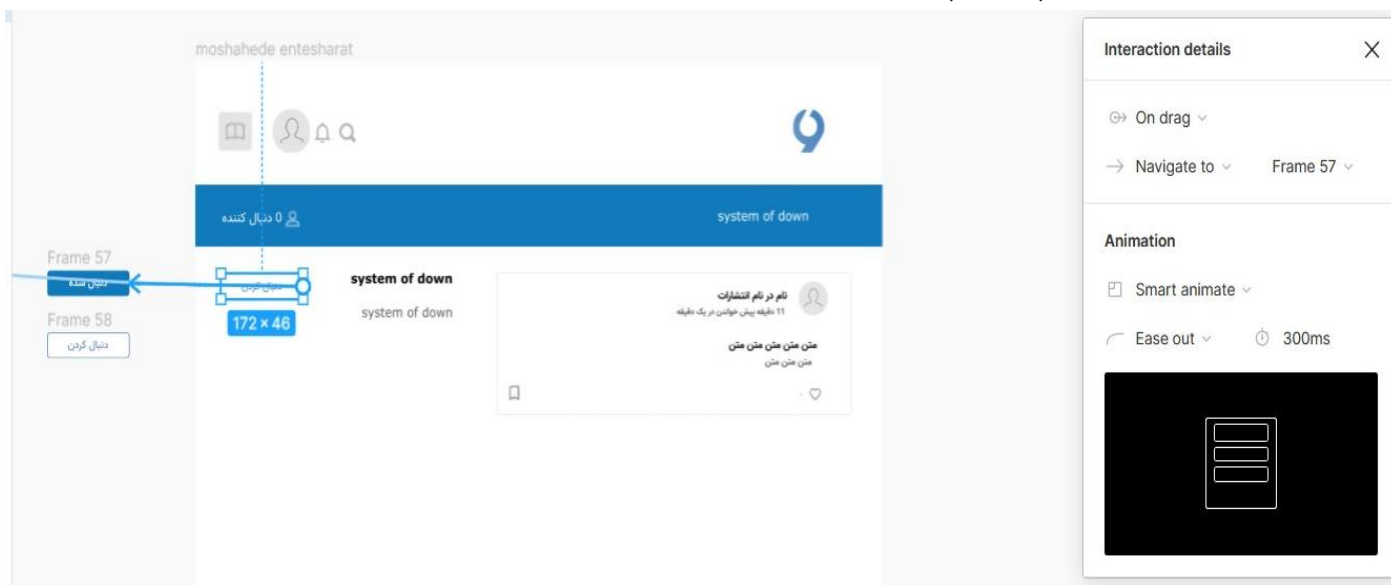 moshahede entesharat
Interaction details
On drag
Navigate to
Frame 57
0 دنبال کننده
system of down
Animation
Frame 57
دنبال شده
دنبال کردن
system of down
Smart animate
نام در نام انتشارات
11 دقیقه پیش خواندن در یک دقیقه
Frame 58
172 × 46
system of down
Ease out
300ms
دنبال کردن
متن متن متن متن متن
متن متن متن